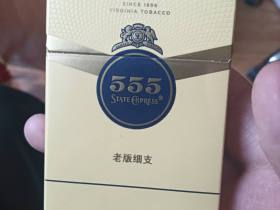 SINCE 1896
VIRGINIA TOBACCO
555
STATE EXPRESS®
老版细支